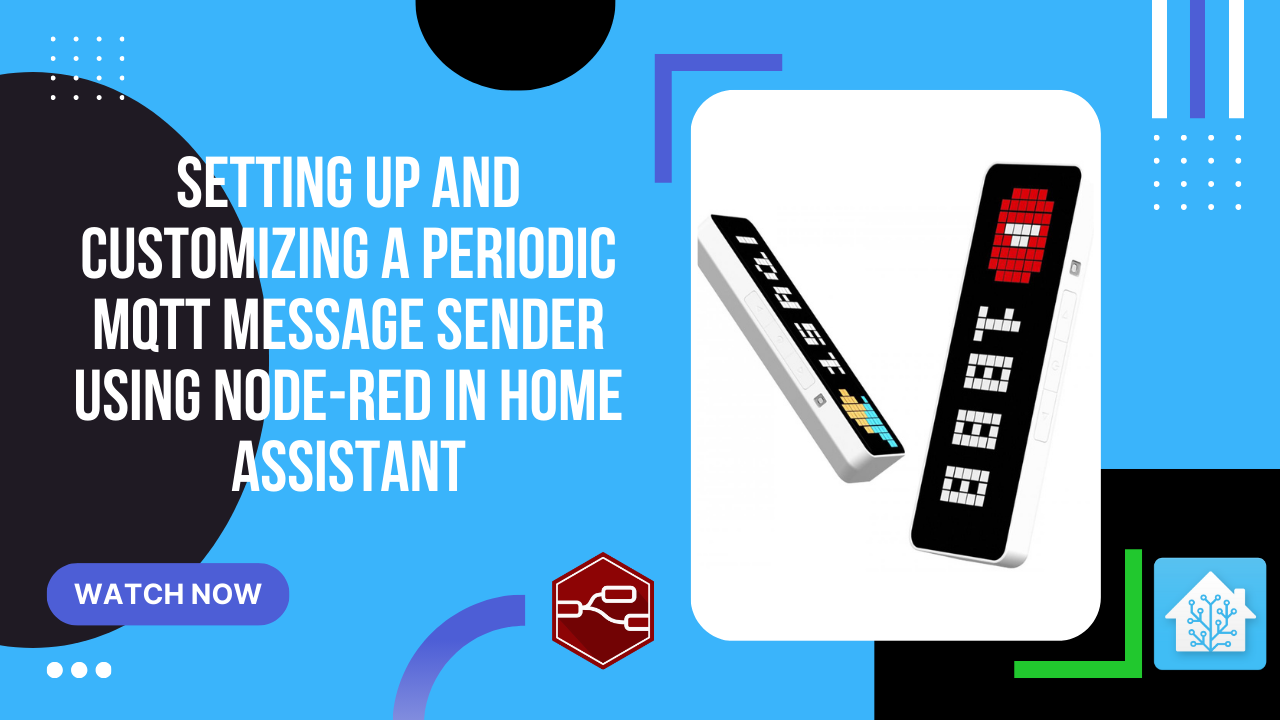 SETTING UP AND
CUSTOMIZING A PERIODIC
MQTT MESSAGE SENDER
USING NODE-RED IN HOME
ASSISTANT
WATCH NOW